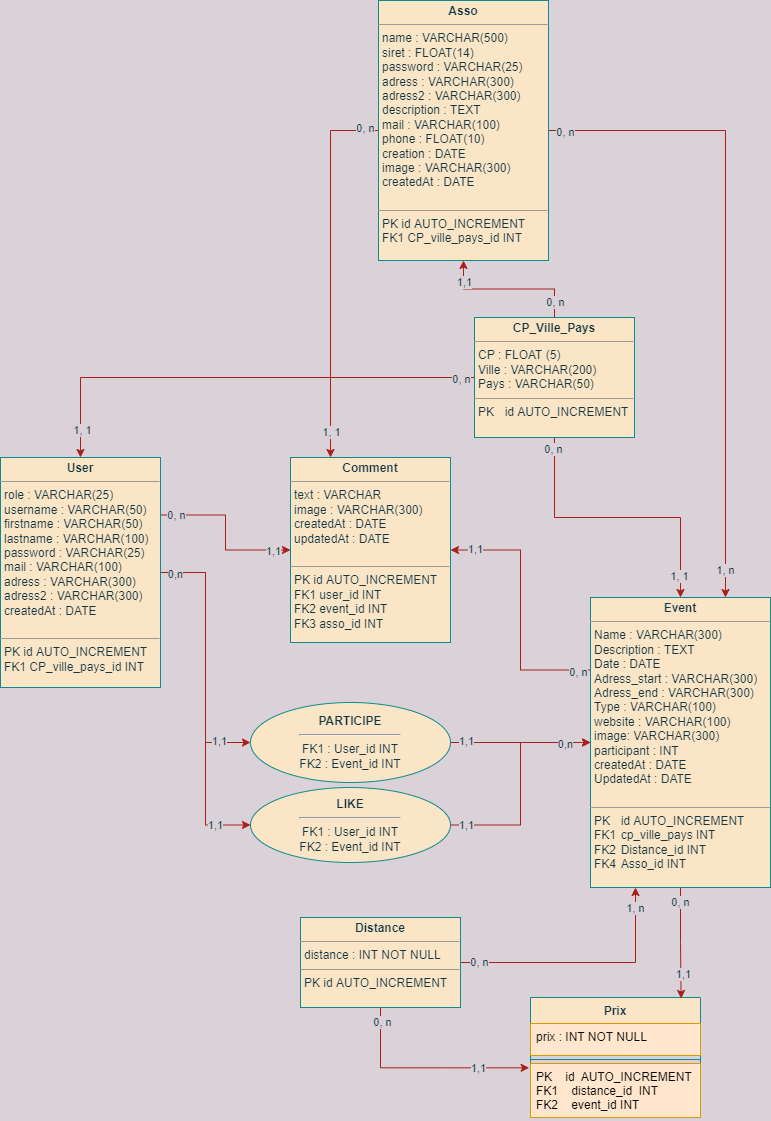 Asso
name : VARCHAR(500)
siret : FLOAT(14)
password : VARCHAR(25)
adress : VARCHAR(300)
adress2 : VARCHAR(300)
description : TEXT
mail : VARCHAR(100)
phone : FLOAT(10)
creation : DATE
image : VARCHAR(300)
createdAt : DATE
PK id AUTO_INCREMENT
FK1 CP_ville_pays_id INT
0, n
0, n
1,1
0, n
CP_Ville_Pays
CP : FLOAT (5)
Ville : VARCHAR(200)
Pays : VARCHAR(50)
PK id AUTO_INCREMENT
0, n
1, 1
1, 1
0, n
User
role : VARCHAR(25)
username : VARCHAR(50)
firstname : VARCHAR(50)
lastname : VARCHAR(100)
password : VARCHAR(25)
mail : VARCHAR(100)
adress : VARCHAR(300)
adress2 : VARCHAR(300)
createdAt : DATE
PK id AUTO_INCREMENT
FK1 CP_ville_pays_id INT
0, n
1,1
0,n
Comment
text : VARCHAR
image : VARCHAR(300)
createdAt : DATE
updatedAt : DATE
PK id AUTO_INCREMENT
FK1 user_id INT
FK2 event_id INT
FK3 asso_id INT
1,1
1, 1
1, n
0, n
Event
Name : VARCHAR(300)
Description : TEXT
Date : DATE
Adress_start : VARCHAR(300)
Adress_end : VARCHAR(300)
Type : VARCHAR(100)
website : VARCHAR(100)
image: VARCHAR(300)
participant : INT
createdAt : DATE
UpdatedAt : DATE
PK id AUTO_INCREMENT
FK1 cp_ville_pays INT
FK2 Distance_id INT
FK4 Asso_id INT
PARTICIPE
FK1 : User_id INT
FK2 : Event_id INT
1,1
1,1
0,n
LIKE
FK1 : User_id INT
FK2 : Event_id INT
1,1
1,1
1, n
0, n
Distance
distance : INT NOT NULL
PK id AUTO_INCREMENT
0, n
0, n
1,1
1,1
Prix
prix : INT NOT NULL
PK id AUTO_INCREMENT
FK1 distance_id INT
FK2 event_id INT